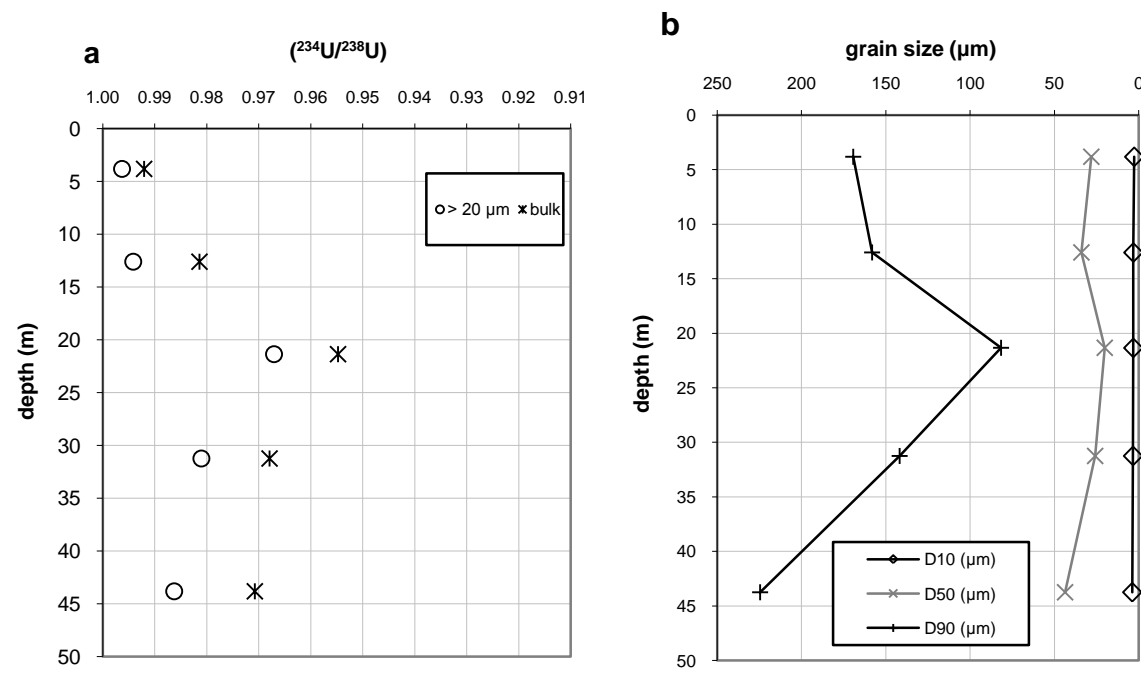 a
(²³⁴U/²³⁸U)
1.00 0.99 0.98 0.97 0.96 0.95 0.94 0.93 0.92 0.91
0
5
10
15
20
25
30
35
40
45
50
depth (m)
> 20 µm bulk
b
grain size (µm)
250 200 150 100 50 0
0
5
10
15
20
25
30
35
40
45
50
depth (m)
D10 (µm)
D50 (µm)
D90 (µm)